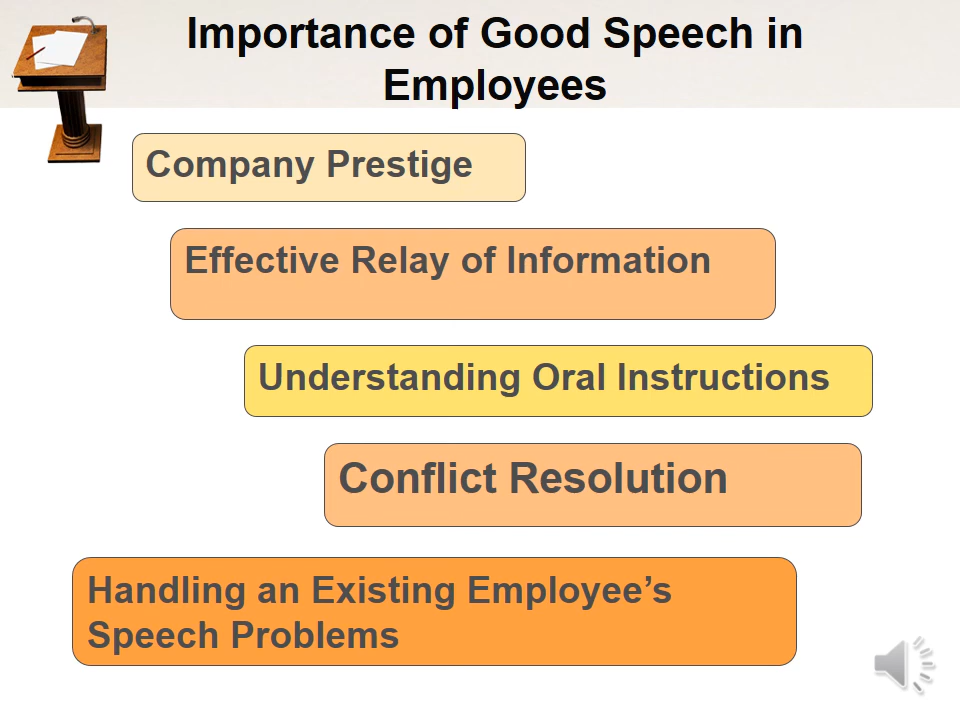 Importance of Good Speech in
Employees
Company Prestige
Effective Relay of Information
Understanding Oral Instructions
Conflict Resolution
Handling an Existing Employee’s
Speech Problems